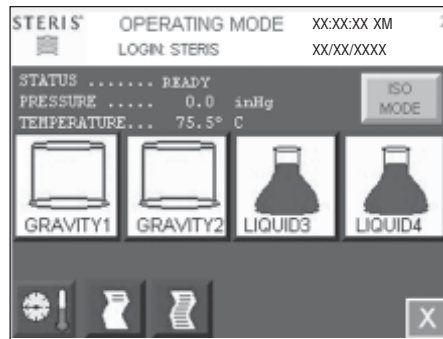 STERIS® OPERATING MODE XX:XX:XX XM 2
LOGIN: STERIS XX/XX/XXXX
STATUS ....... READY
PRESSURE ..... 0.0 inHg
TEMPERATURE... 75.5° C
ISO
MODE
GRAVITY1 GRAVITY2 LIQUID3 LIQUID4
X